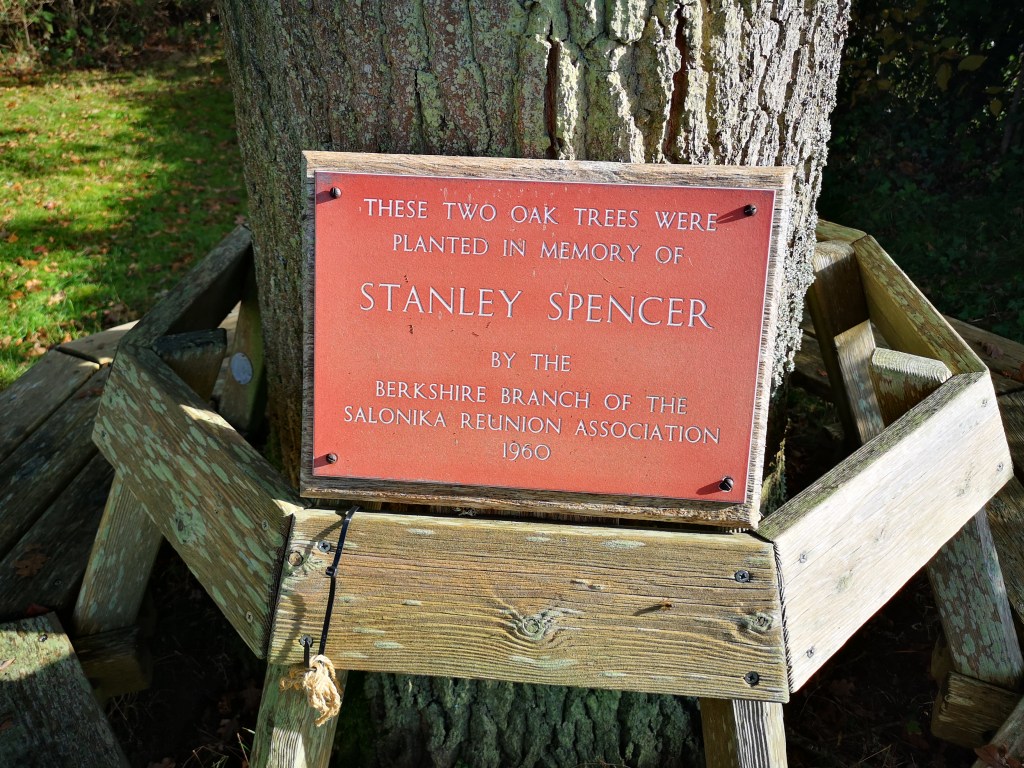 THESE TWO OAK TREES WERE
PLANTED IN MEMORY OF
STANLEY SPENCER
BY THE
BERKSHIRE BRANCH OF THE
SALONIKA REUNION ASSOCIATION
1960